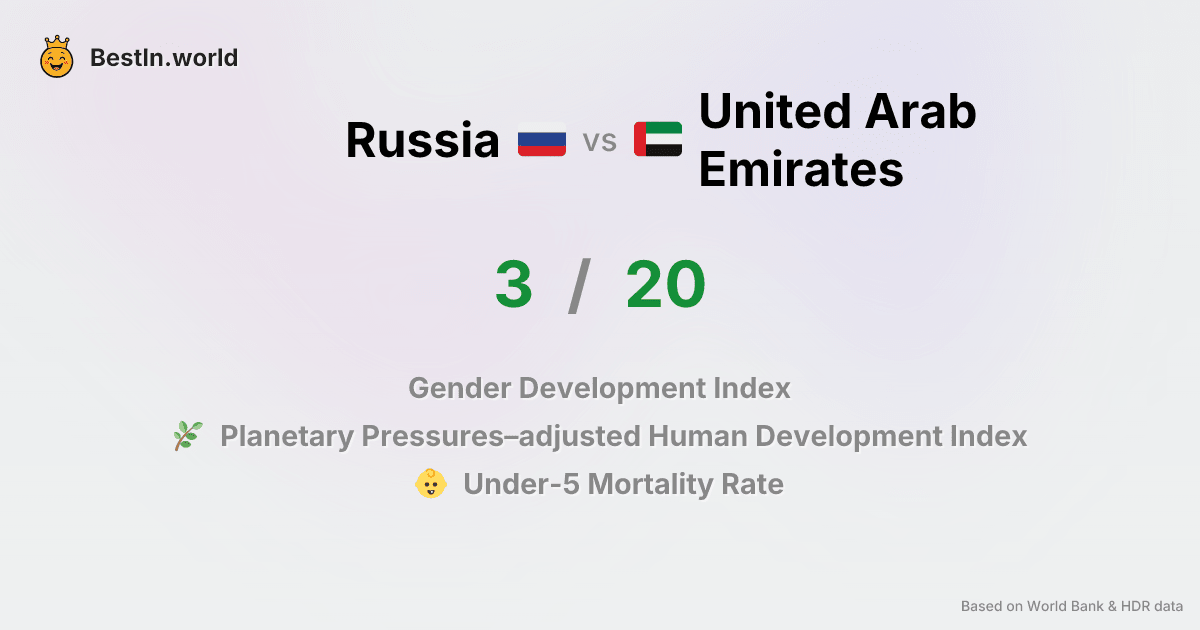 BestIn.world
Russia vs United Arab
Emirates
3 / 20
Gender Development Index
Planetary Pressures–adjusted Human Development Index
Under-5 Mortality Rate
Based on World Bank & HDR data